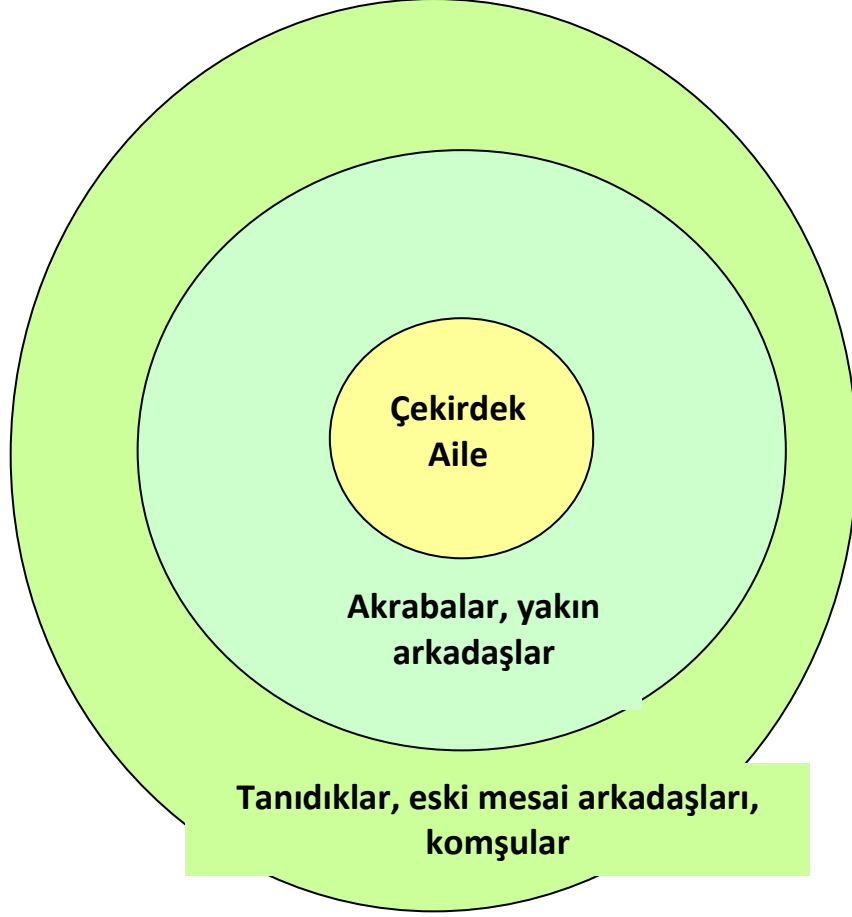 Çekirdek
Aile
Akrabalar, yakın
arkadaşlar
Tanıdıklar, eski mesai arkadaşları,
komşular